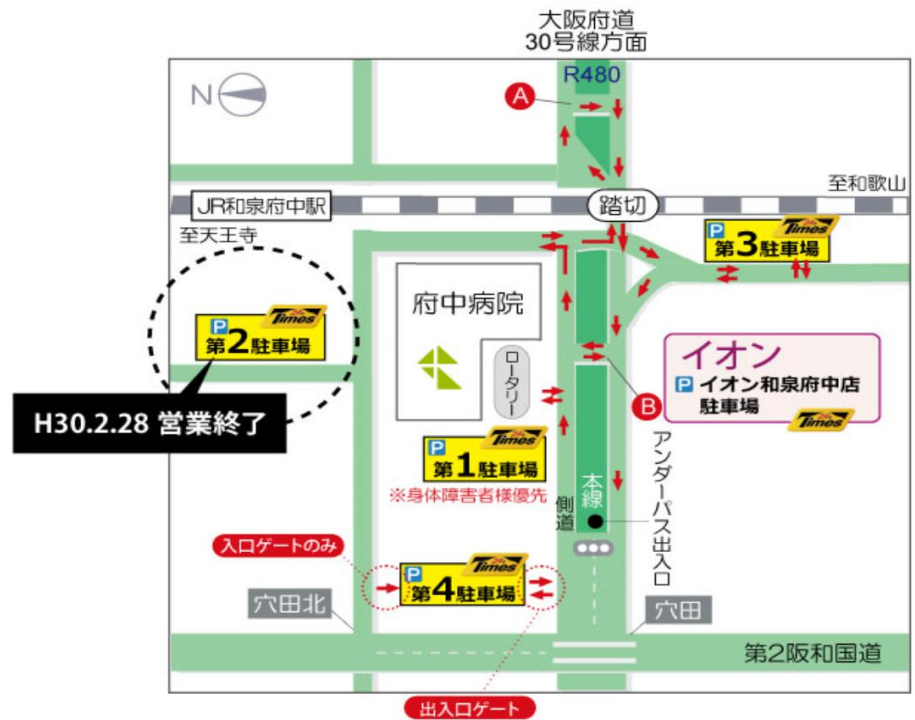 大阪府道
30号線方面
R480
N
A
JR和泉府中駅
踏切
至和歌山
至天王寺
P Times
第3駐車場
府中病院
P Times
第2駐車場
ロータリー
イオン
P イオン和泉府中店
駐車場
Times
B
H30.2.28 営業終了
P Times
第1駐車場
※身体障害者様優先
本線
側道
アンダーパス出入口
入口ゲートのみ
P Times
第4駐車場
穴田北
穴田
第2阪和国道
出入口ゲート